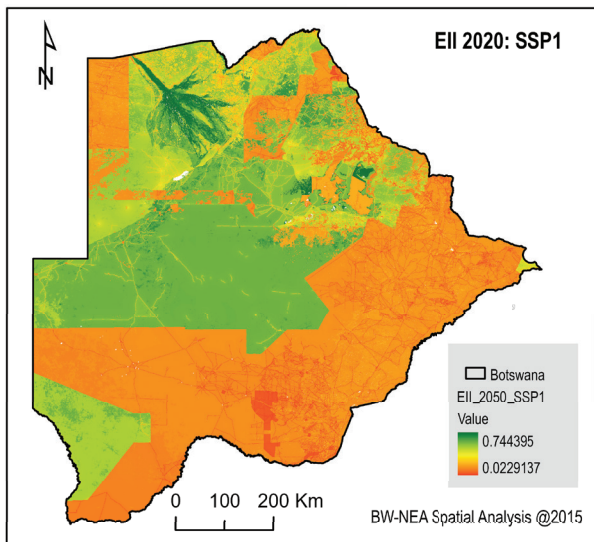 EII 2020: SSP1
N
Botswana
EII_2050_SSP1
Value
0.744395
0.0229137
0 100 200 Km
BW-NEA Spatial Analysis @2015